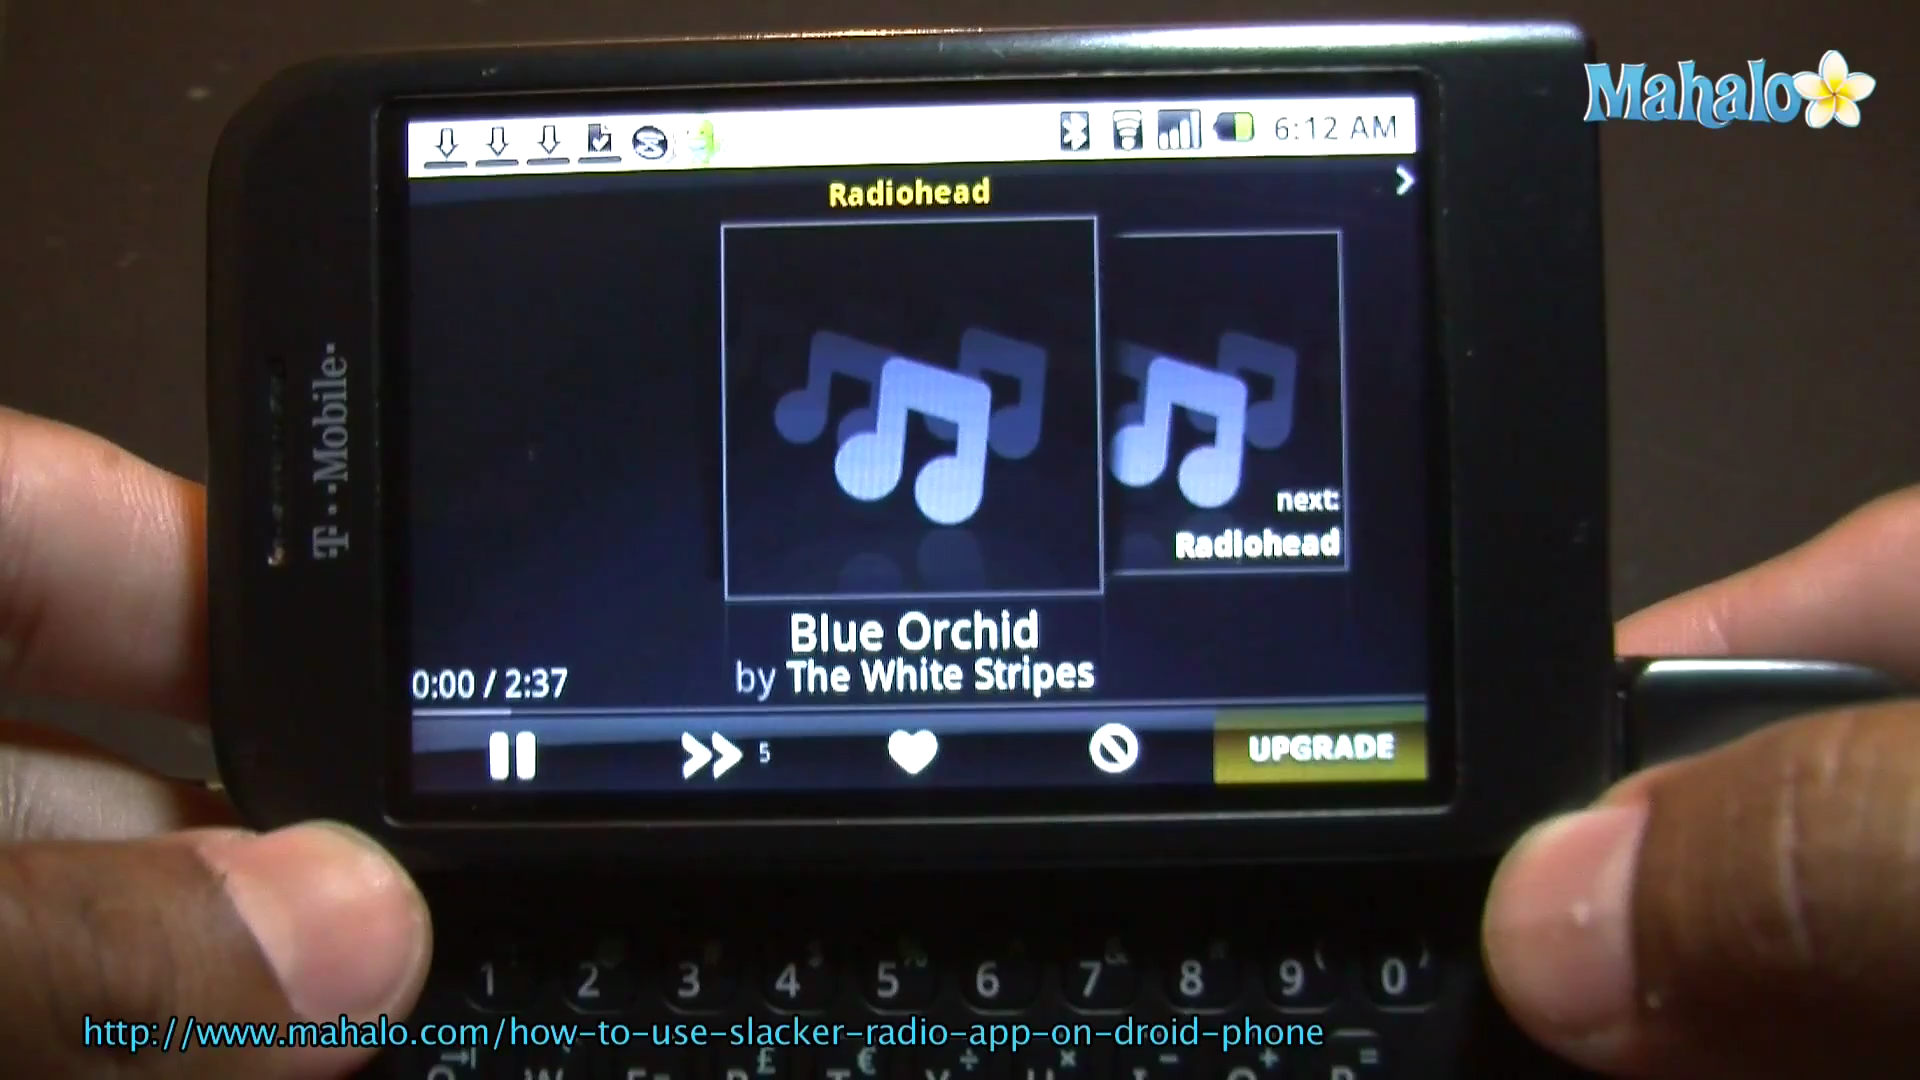 Mahalo
6:12 AM
Radiohead
T··Mobile·
next:
Radiohead
Blue Orchid
by The White Stripes
0:00 / 2:37
5
UPGRADE
1 2 3 4 5 6 7 8 9 0
http://www.mahalo.com/how-to-use-slacker-radio-app-on-droid-phone